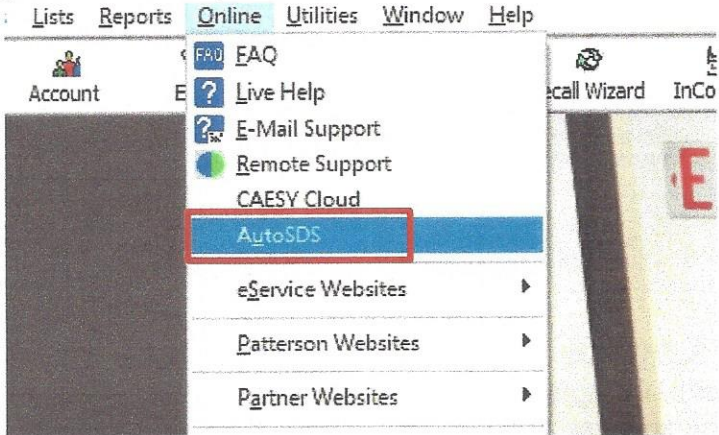 Lists Reports Online Utilities Window Help
Account
ecall Wizard
InCo
FAQ FAQ
? Live Help
? E-Mail Support
Remote Support
CAESY Cloud
AutoSDS
eService Websites
Patterson Websites
Partner Websites
E